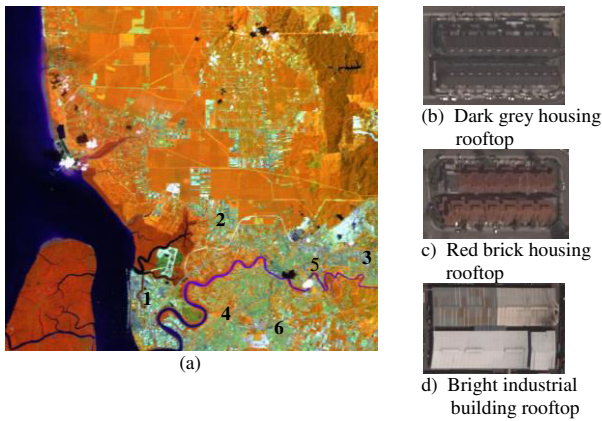 2
3
5
1
4
6
(a)
(b) Dark grey housing
rooftop
c) Red brick housing
rooftop
d) Bright industrial
building rooftop